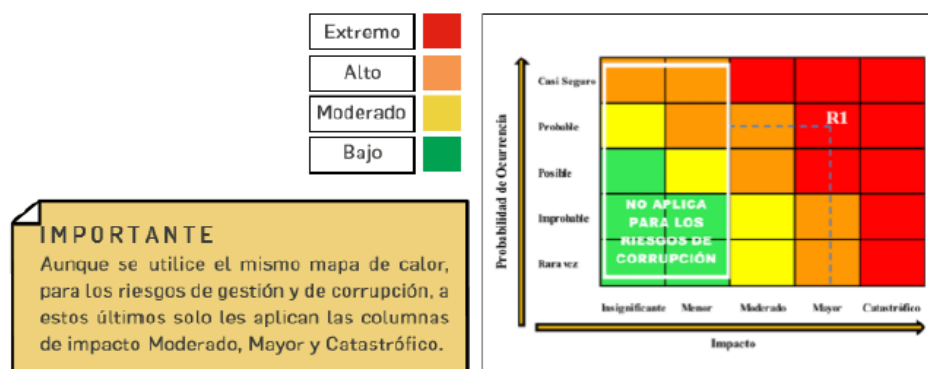 Extremo
Alto
Moderado
Bajo
IMPORTANTE
Aunque se utilice el mismo mapa de calor,
para los riesgos de gestión y de corrupción, a
estos últimos solo les aplican las columnas
de impacto Moderado, Mayor y Catastrófico.
Probabilidad de Ocurrencia
Casi Seguro
Probable
R1
Posible
Improbable
Rara vez
NO APLICA
PARA LOS
RIESGOS DE
CORRUPCIÓN
Insignificante Menor Moderado Mayor Catastrófico
Impacto